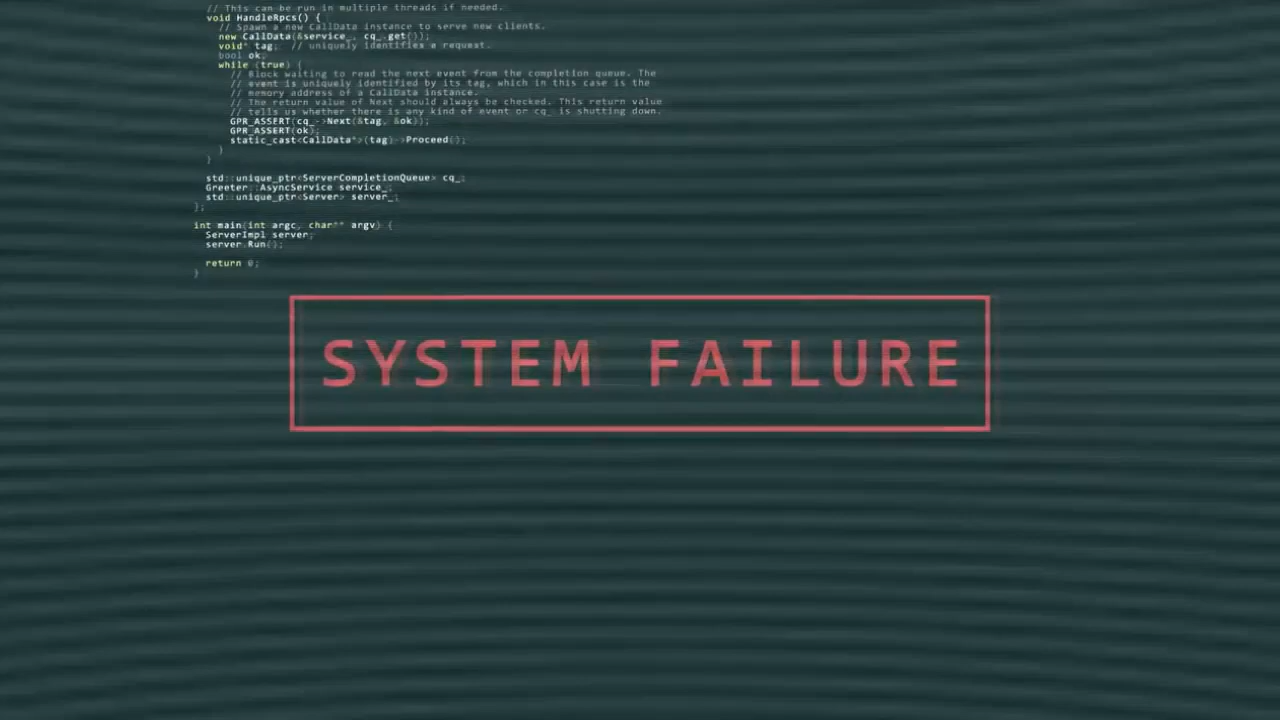 // This can be run in multiple threads if needed.
void HandleRpcs() {
// Spawn a new CallData instance to serve new clients.
new CallData(&service_, cq_.get());
void* tag;  // uniquely identifies a request.
bool ok;
while (true) {
// Block waiting to read the next event from the completion queue. The
// event is uniquely identified by its tag, which in this case is the
// memory address of a CallData instance.
// The return value of Next should always be checked. This return value
// tells us whether there is any kind of event or cq_ is shutting down.
GPR_ASSERT(cq_->Next(&tag, &ok));
GPR_ASSERT(ok);
static_cast<CallData*>(tag)->Proceed();
}
}
std::unique_ptr<ServerCompletionQueue> cq_;
Greeter::AsyncService service_;
std::unique_ptr<Server> server_;
};
int main(int argc, char** argv) {
ServerImpl server;
server.Run();
return 0;
}
SYSTEM FAILURE